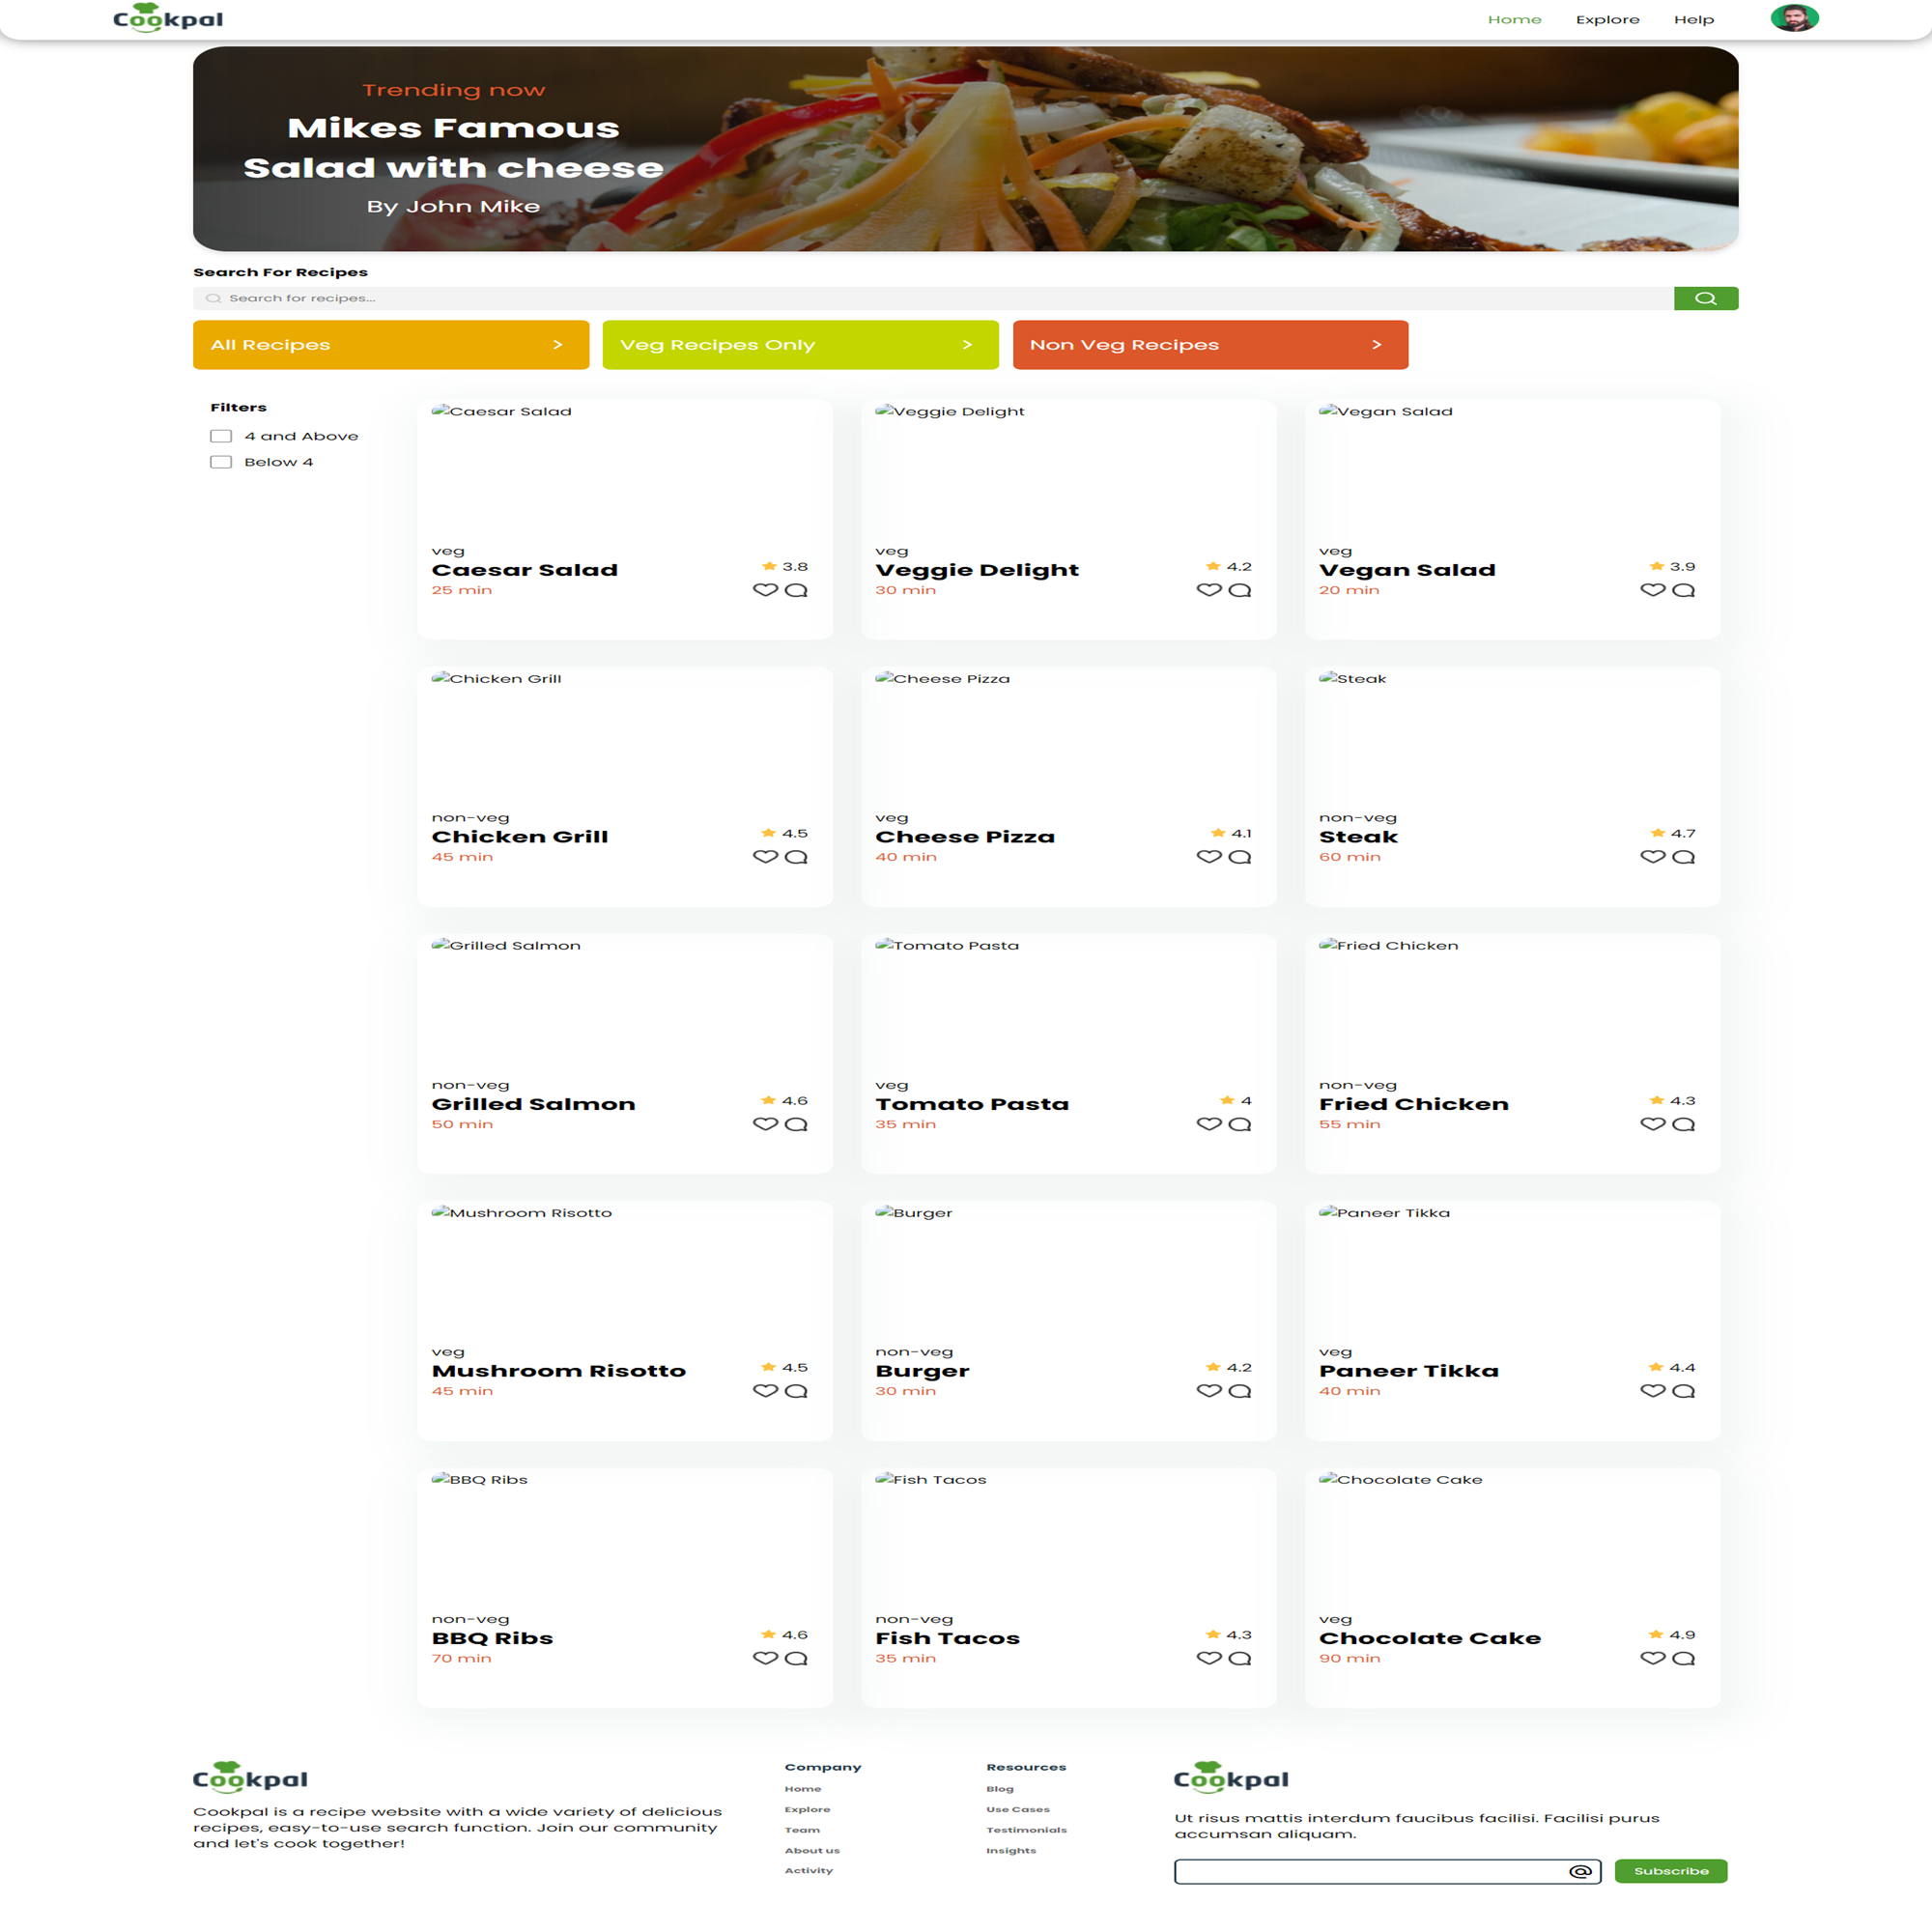 Cookpal
Home Explore Help
Trending now
Mikes Famous
Salad with cheese
By John Mike
Search For Recipes
Search for recipes...
All Recipes >
Veg Recipes Only >
Non Veg Recipes >
Filters
4 and Above
Below 4
Caesar Salad
veg
Caesar Salad 3.8
25 min
Veggie Delight
veg
Veggie Delight 4.2
30 min
Vegan Salad
veg
Vegan Salad 3.9
20 min
Chicken Grill
non-veg
Chicken Grill 4.5
45 min
Cheese Pizza
veg
Cheese Pizza 4.1
40 min
Steak
non-veg
Steak 4.7
60 min
Grilled Salmon
non-veg
Grilled Salmon 4.6
50 min
Tomato Pasta
veg
Tomato Pasta 4
35 min
Fried Chicken
non-veg
Fried Chicken 4.3
55 min
Mushroom Risotto
veg
Mushroom Risotto 4.5
45 min
Burger
non-veg
Burger 4.2
30 min
Paneer Tikka
veg
Paneer Tikka 4.4
40 min
BBQ Ribs
non-veg
BBQ Ribs 4.6
70 min
Fish Tacos
non-veg
Fish Tacos 4.3
35 min
Chocolate Cake
veg
Chocolate Cake 4.9
90 min
Cookpal
Cookpal is a recipe website with a wide variety of delicious
recipes, easy-to-use search function. Join our community
and let's cook together!
Company
Home
Explore
Team
About us
Activity
Resources
Blog
Use Cases
Testimonials
Insights
Cookpal
Ut risus mattis interdum faucibus facilisi. Facilisi purus
accumsan aliquam.
@ Subscribe